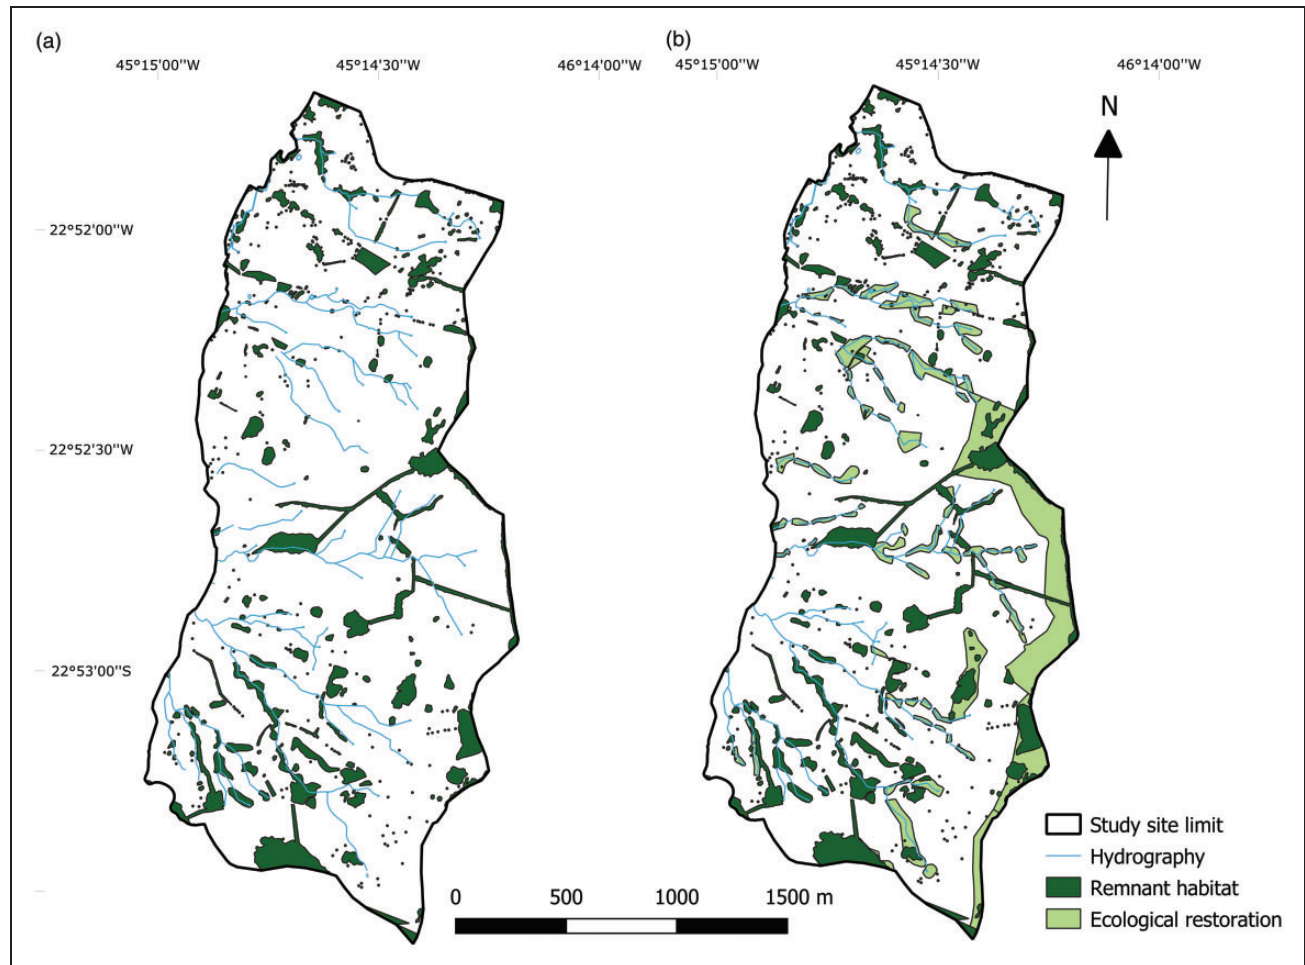 (a)
(b)
45°15'00''W 45°14'30''W 46°14'00''W 45°15'00''W 45°14'30''W 46°14'00''W
N
22°52'00''W
22°52'30''W
22°53'00''S
Study site limit
Hydrography
0 500 1000 1500 m
Remnant habitat
Ecological restoration